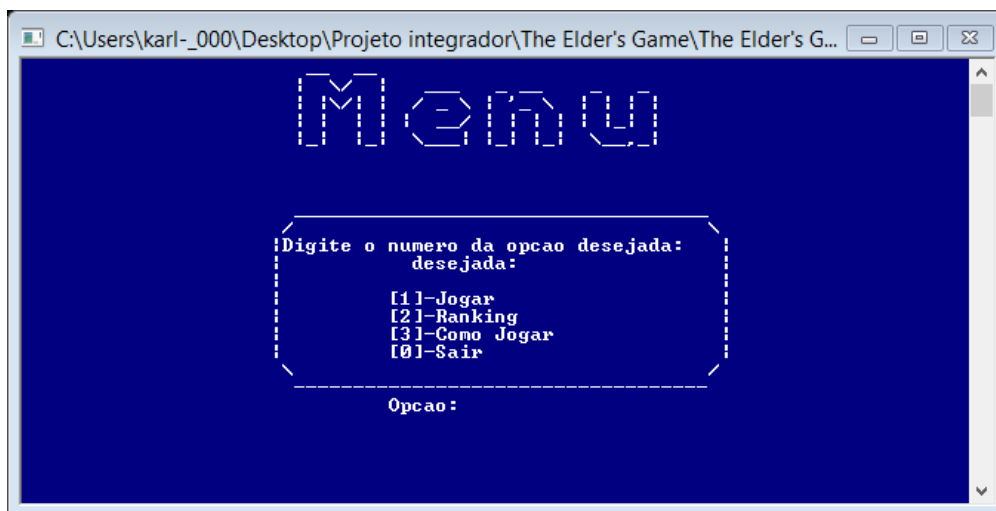 C:\Users\karl-_000\Desktop\Projeto integrador\The Elder's Game\The Elder's G...
Menu
Digite o numero da opcao desejada:
desejada:
[1]-Jogar
[2]-Ranking
[3]-Como Jogar
[0]-Sair
Opcao: